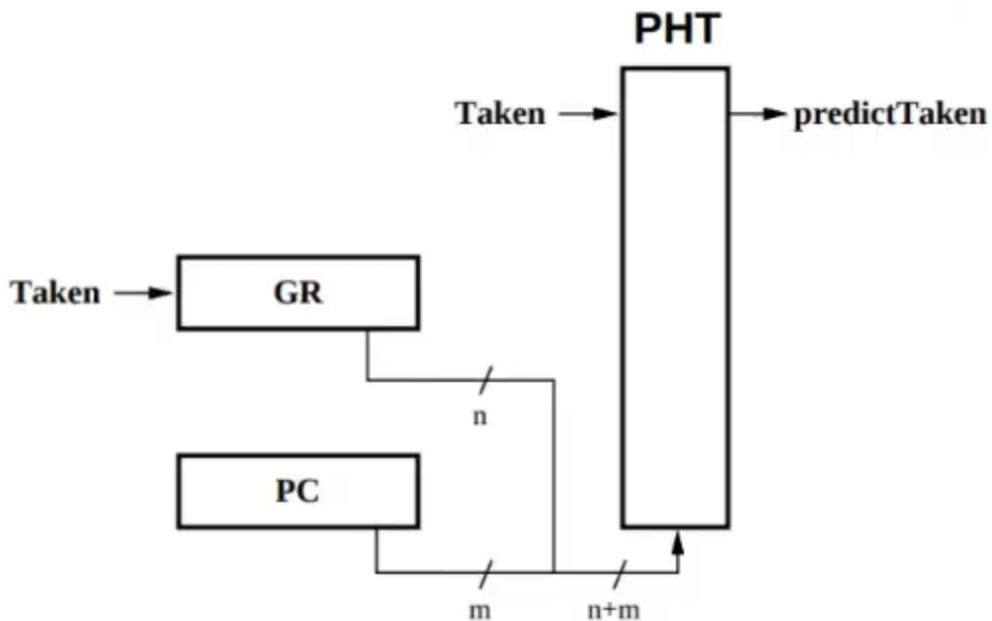 PHT
Taken
predictTaken
Taken
GR
n
PC
m
n+m